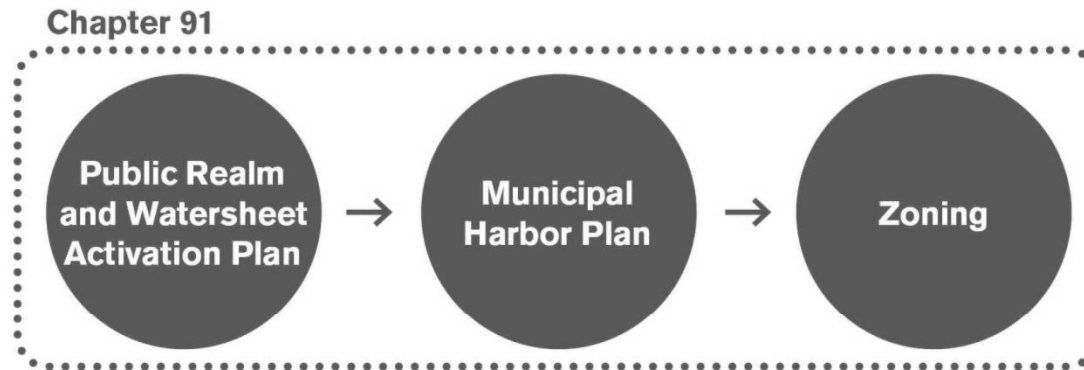 Chapter 91
Public Realm
and Watersheet
Activation Plan
→
Municipal
Harbor Plan
→
Zoning